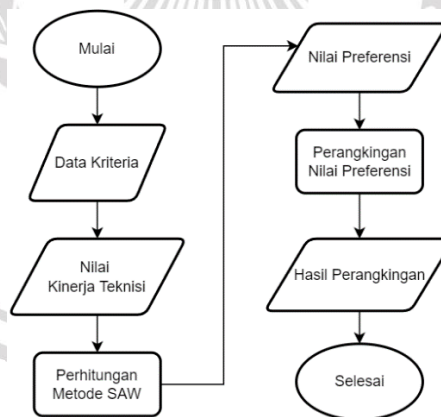 Mulai
Data Kriteria
Nilai
Kinerja Teknisi
Perhitungan
Metode SAW
Nilai Preferensi
Perangkingan
Nilai Preferensi
Hasil Perangkingan
Selesai